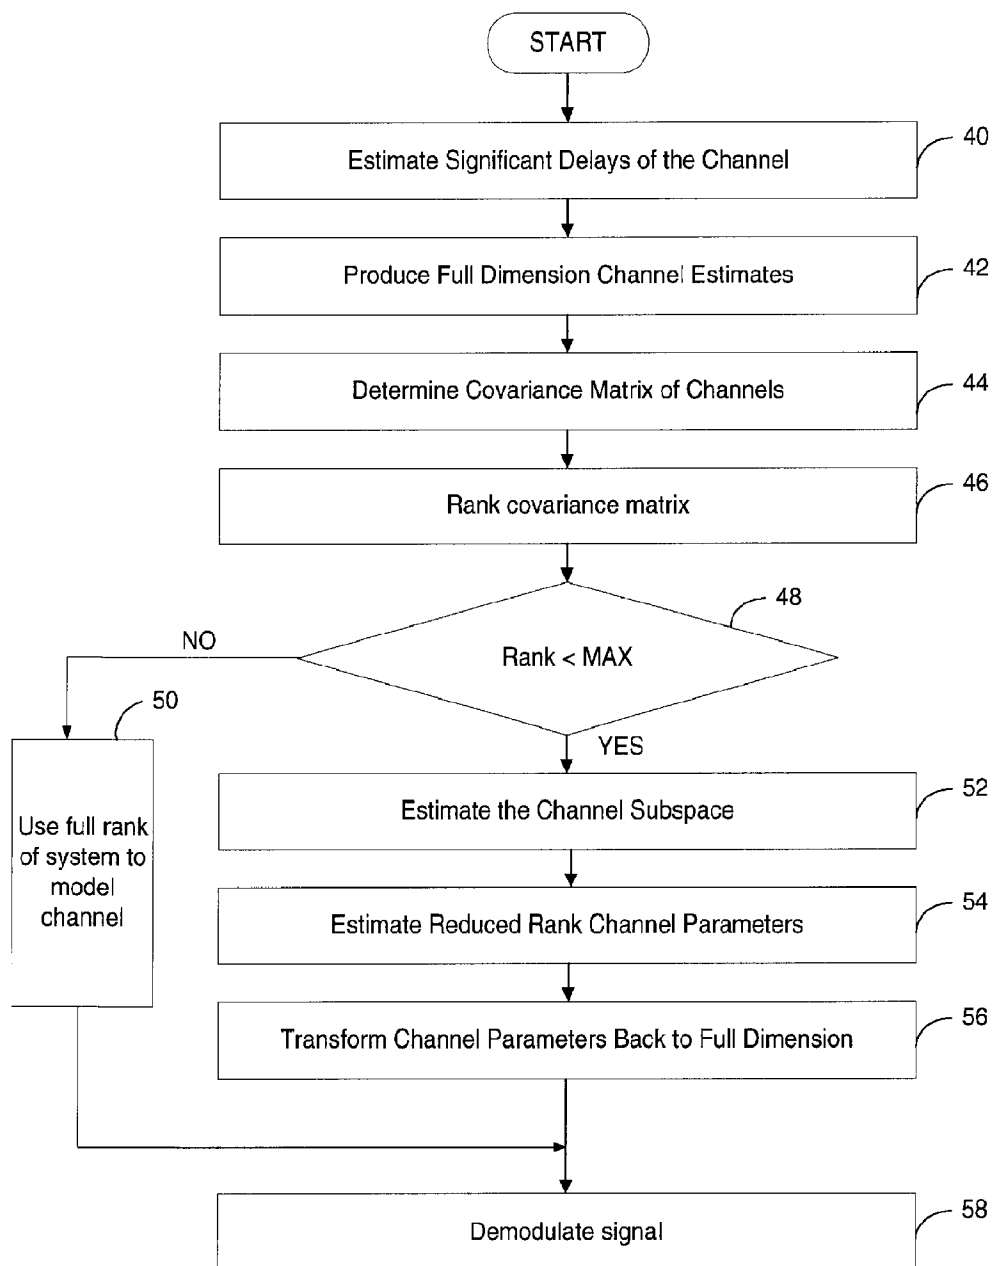 START
Estimate Significant Delays of the Channel
40
Produce Full Dimension Channel Estimates
42
Determine Covariance Matrix of Channels
44
Rank covariance matrix
46
48
Rank < MAX
NO
YES
50
Use full rank
of system to
model
channel
Estimate the Channel Subspace
52
Estimate Reduced Rank Channel Parameters
54
Transform Channel Parameters Back to Full Dimension
56
Demodulate signal
58